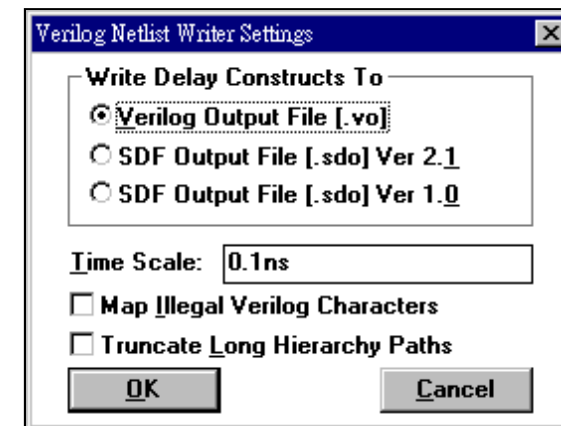 Verilog Netlist Writer Settings
Write Delay Constructs To
Verilog Output File [.vo]
SDF Output File [.sdo] Ver 2.1
SDF Output File [.sdo] Ver 1.0
Time Scale: 0.1ns
Map Illegal Verilog Characters
Truncate Long Hierarchy Paths
OK Cancel